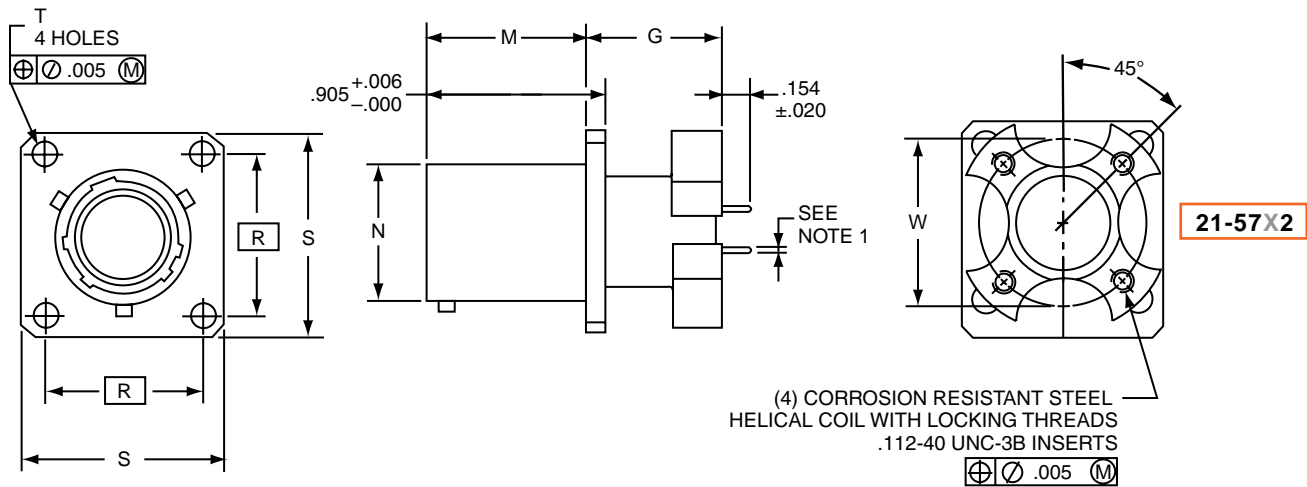 T
4 HOLES
⌖ ⌀ .005 Ⓜ
R
S
R
S
M
G
.905 +.006
–.000
.154
±.020
N
SEE
NOTE 1
45°
W
21-57X2
(4) CORROSION RESISTANT STEEL
HELICAL COIL WITH LOCKING THREADS
.112-40 UNC-3B INSERTS
⌖ ⌀ .005 Ⓜ